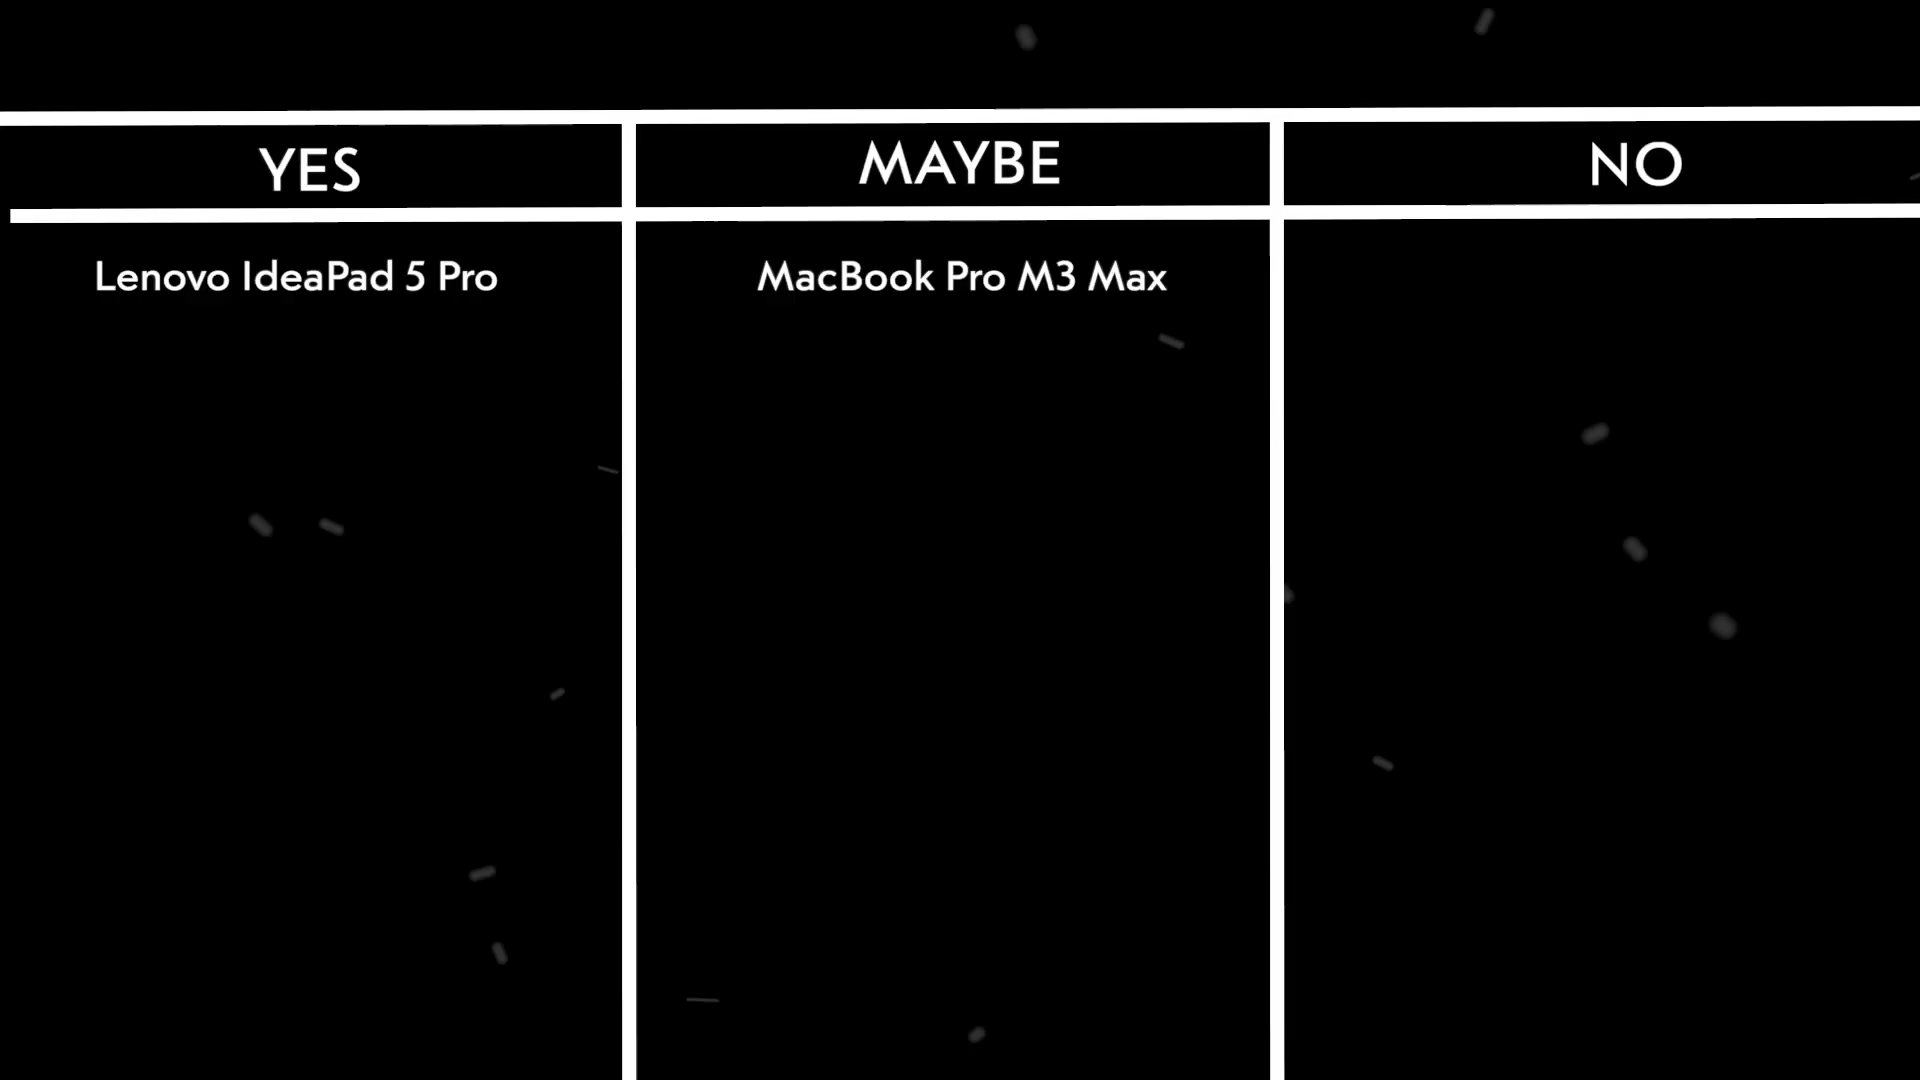 YES
MAYBE
NO
Lenovo IdeaPad 5 Pro
MacBook Pro M3 Max